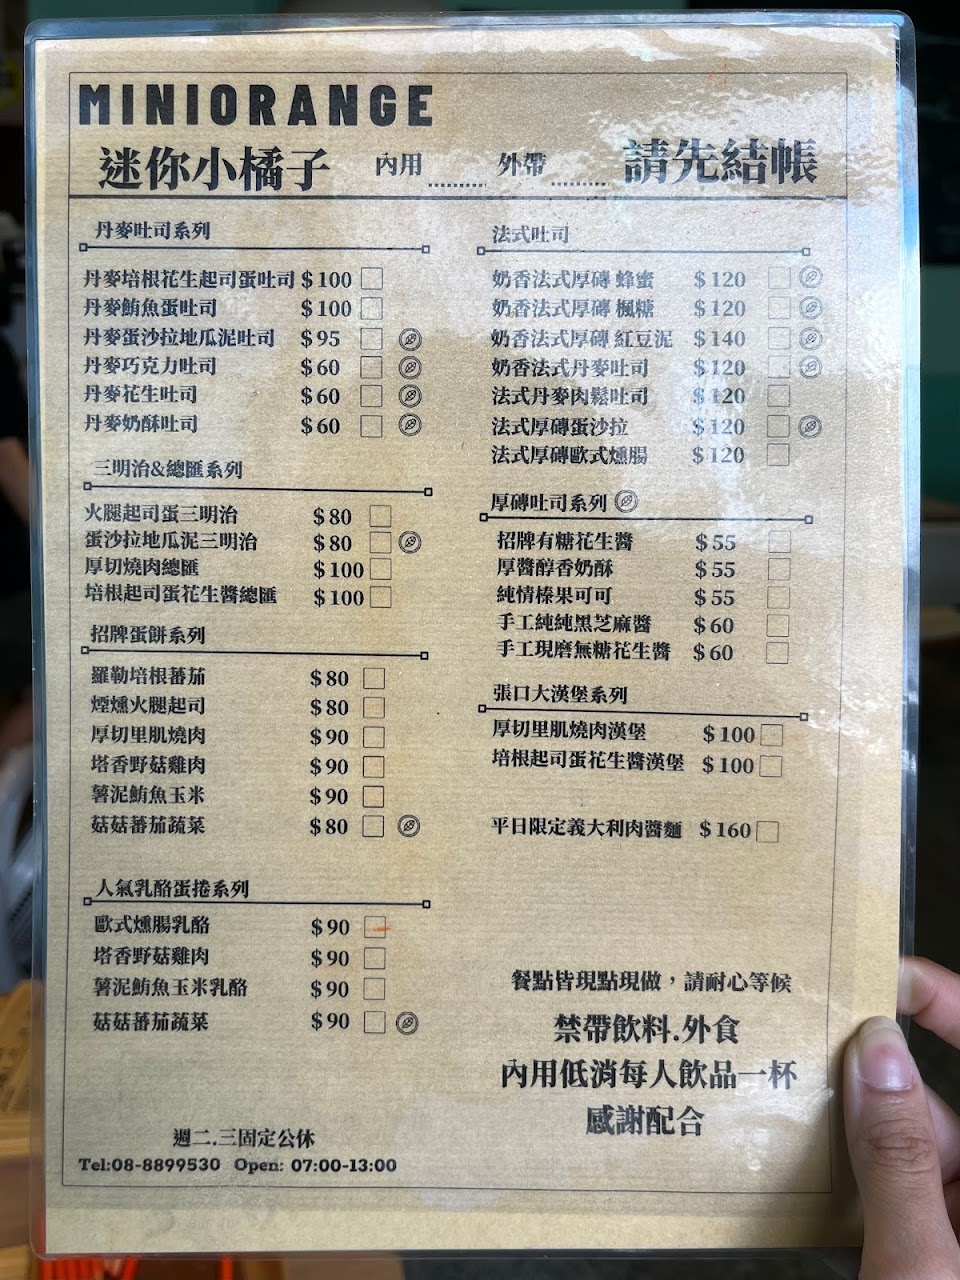 MINIORANGE
迷你小橘子 內用 外帶 請先結帳
丹麥吐司系列
丹麥培根花生起司蛋吐司 $100
丹麥鮪魚蛋吐司 $100
丹麥蛋沙拉地瓜泥吐司 $95
丹麥巧克力吐司 $60
丹麥花生吐司 $60
丹麥奶酥吐司 $60
三明治&總匯系列
火腿起司蛋三明治 $80
蛋沙拉地瓜泥三明治 $80
厚切燒肉總匯 $100
培根起司蛋花生醬總匯 $100
招牌蛋餅系列
羅勒培根蕃茄 $80
煙燻火腿起司 $80
厚切里肌燒肉 $90
塔香野菇雞肉 $90
薯泥鮪魚玉米 $90
菇菇蕃茄蔬菜 $80
人氣乳酪蛋捲系列
歐式燻腸乳酪 $90
塔香野菇雞肉 $90
薯泥鮪魚玉米乳酪 $90
菇菇蕃茄蔬菜 $90
週二.三固定公休
Tel:08-8899530 Open: 07:00-13:00
法式吐司
奶香法式厚磚 蜂蜜 $120
奶香法式厚磚 楓糖 $120
奶香法式厚磚 紅豆泥 $140
奶香法式丹麥吐司 $120
法式丹麥肉鬆吐司 $120
法式厚磚蛋沙拉 $120
法式厚磚歐式燻腸 $120
厚磚吐司系列
招牌有糖花生醬 $55
厚醬醇香奶酥 $55
純情榛果可可 $55
手工純純黑芝麻醬 $60
手工現磨無糖花生醬 $60
張口大漢堡系列
厚切里肌燒肉漢堡 $100
培根起司蛋花生醬漢堡 $100
平日限定義大利肉醬麵 $160
餐點皆現點現做，請耐心等候
禁帶飲料.外食
內用低消每人飲品一杯
感謝配合